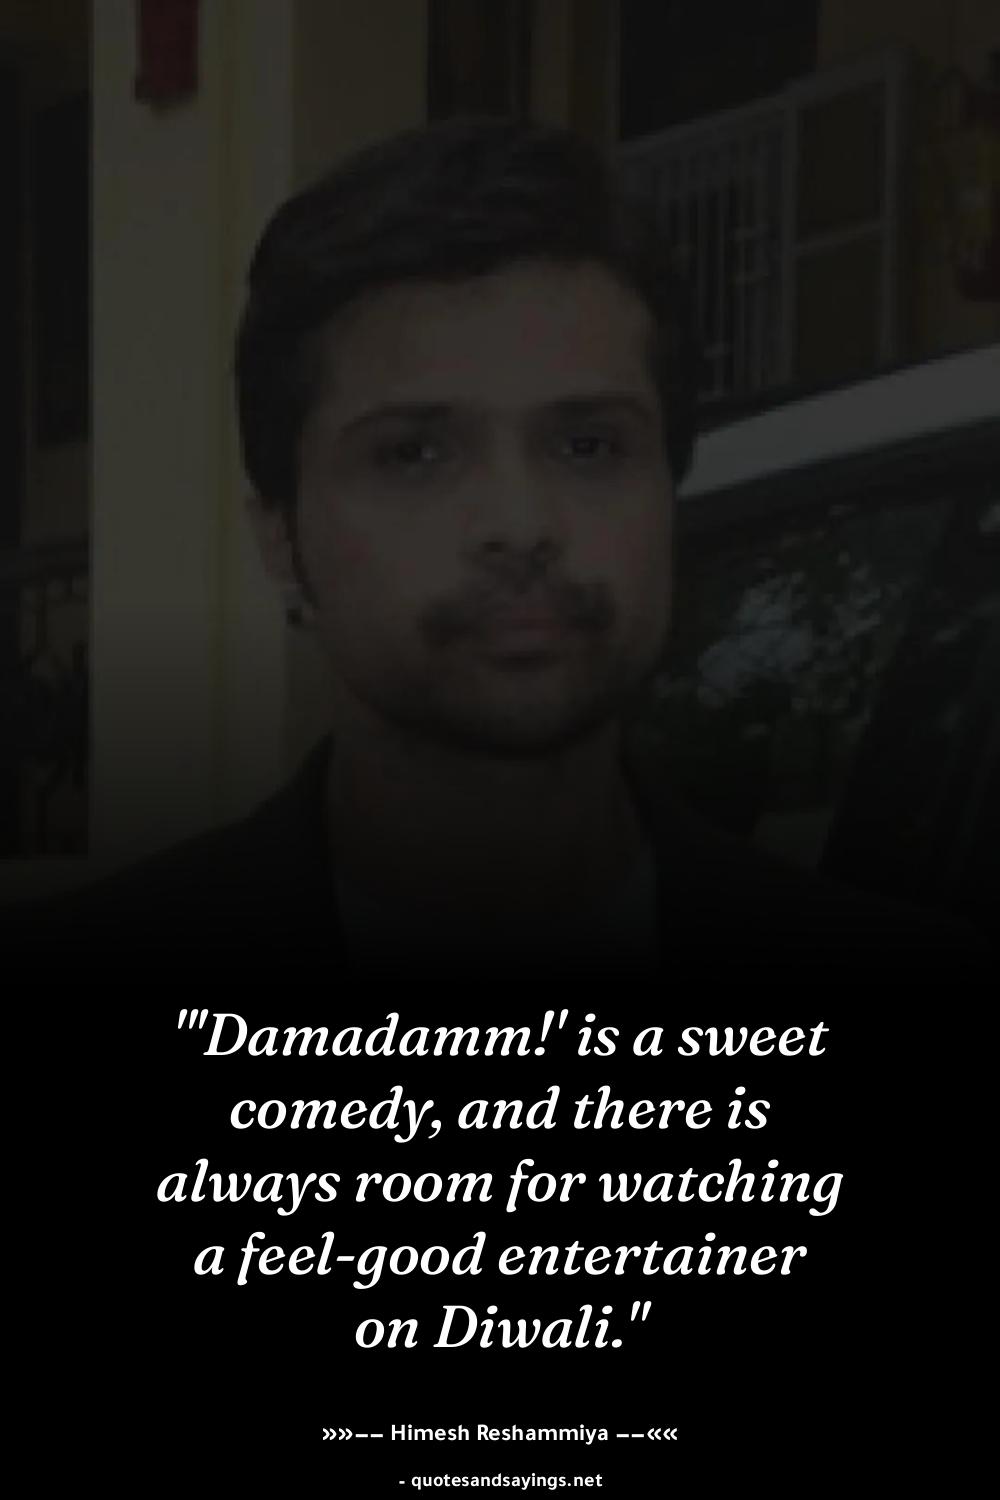 "'Damadamm!' is a sweet
comedy, and there is
always room for watching
a feel-good entertainer
on Diwali."
»»–– Himesh Reshammiya ––««
- quotesandsayings.net